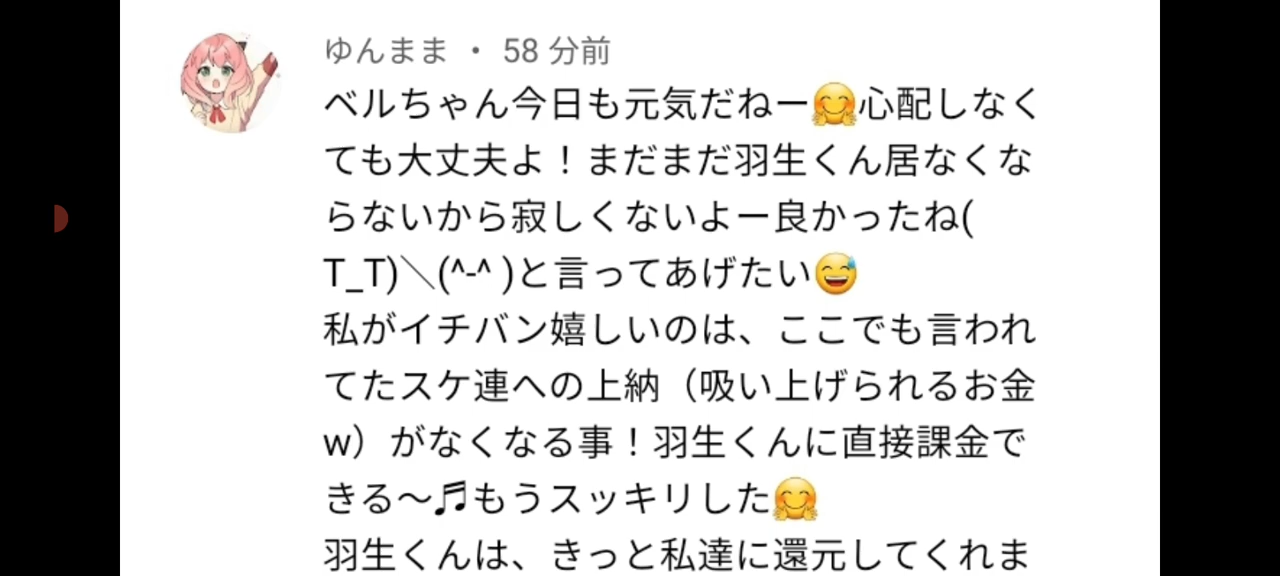 ゆんまま ・ 58 分前
ベルちゃん今日も元気だねー🤗心配しなく
ても大丈夫よ！まだまだ羽生くん居なくな
らないから寂しくないよー良かったね(
T_T)＼(^-^ )と言ってあげたい😅
私がイチバン嬉しいのは、ここでも言われ
てたスケ連への上納（吸い上げられるお金
w）がなくなる事！羽生くんに直接課金で
きる〜🎵もうスッキリした🤗
羽生くんは、きっと私達に還元してくれま